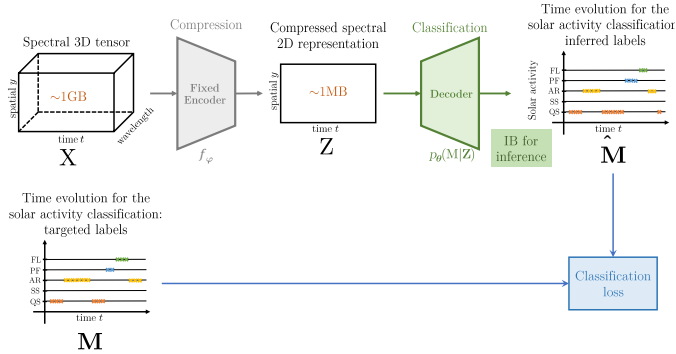 Compression
Classification
Time evolution for the
solar activity classification
inferred labels
Spectral 3D tensor
Compressed spectral
2D representation
spatial y
~1GB
wavelength
time t
X
Fixed
Encoder
f_φ
spatial y
~1MB
time t
Z
Decoder
p_θ(M|Z)
IB for
inference
Solar activity
FL
PF
AR
SS
QS
time t
M̂
Time evolution for the
solar activity classification:
targeted labels
FL
PF
AR
SS
QS
time t
M
Classification
loss